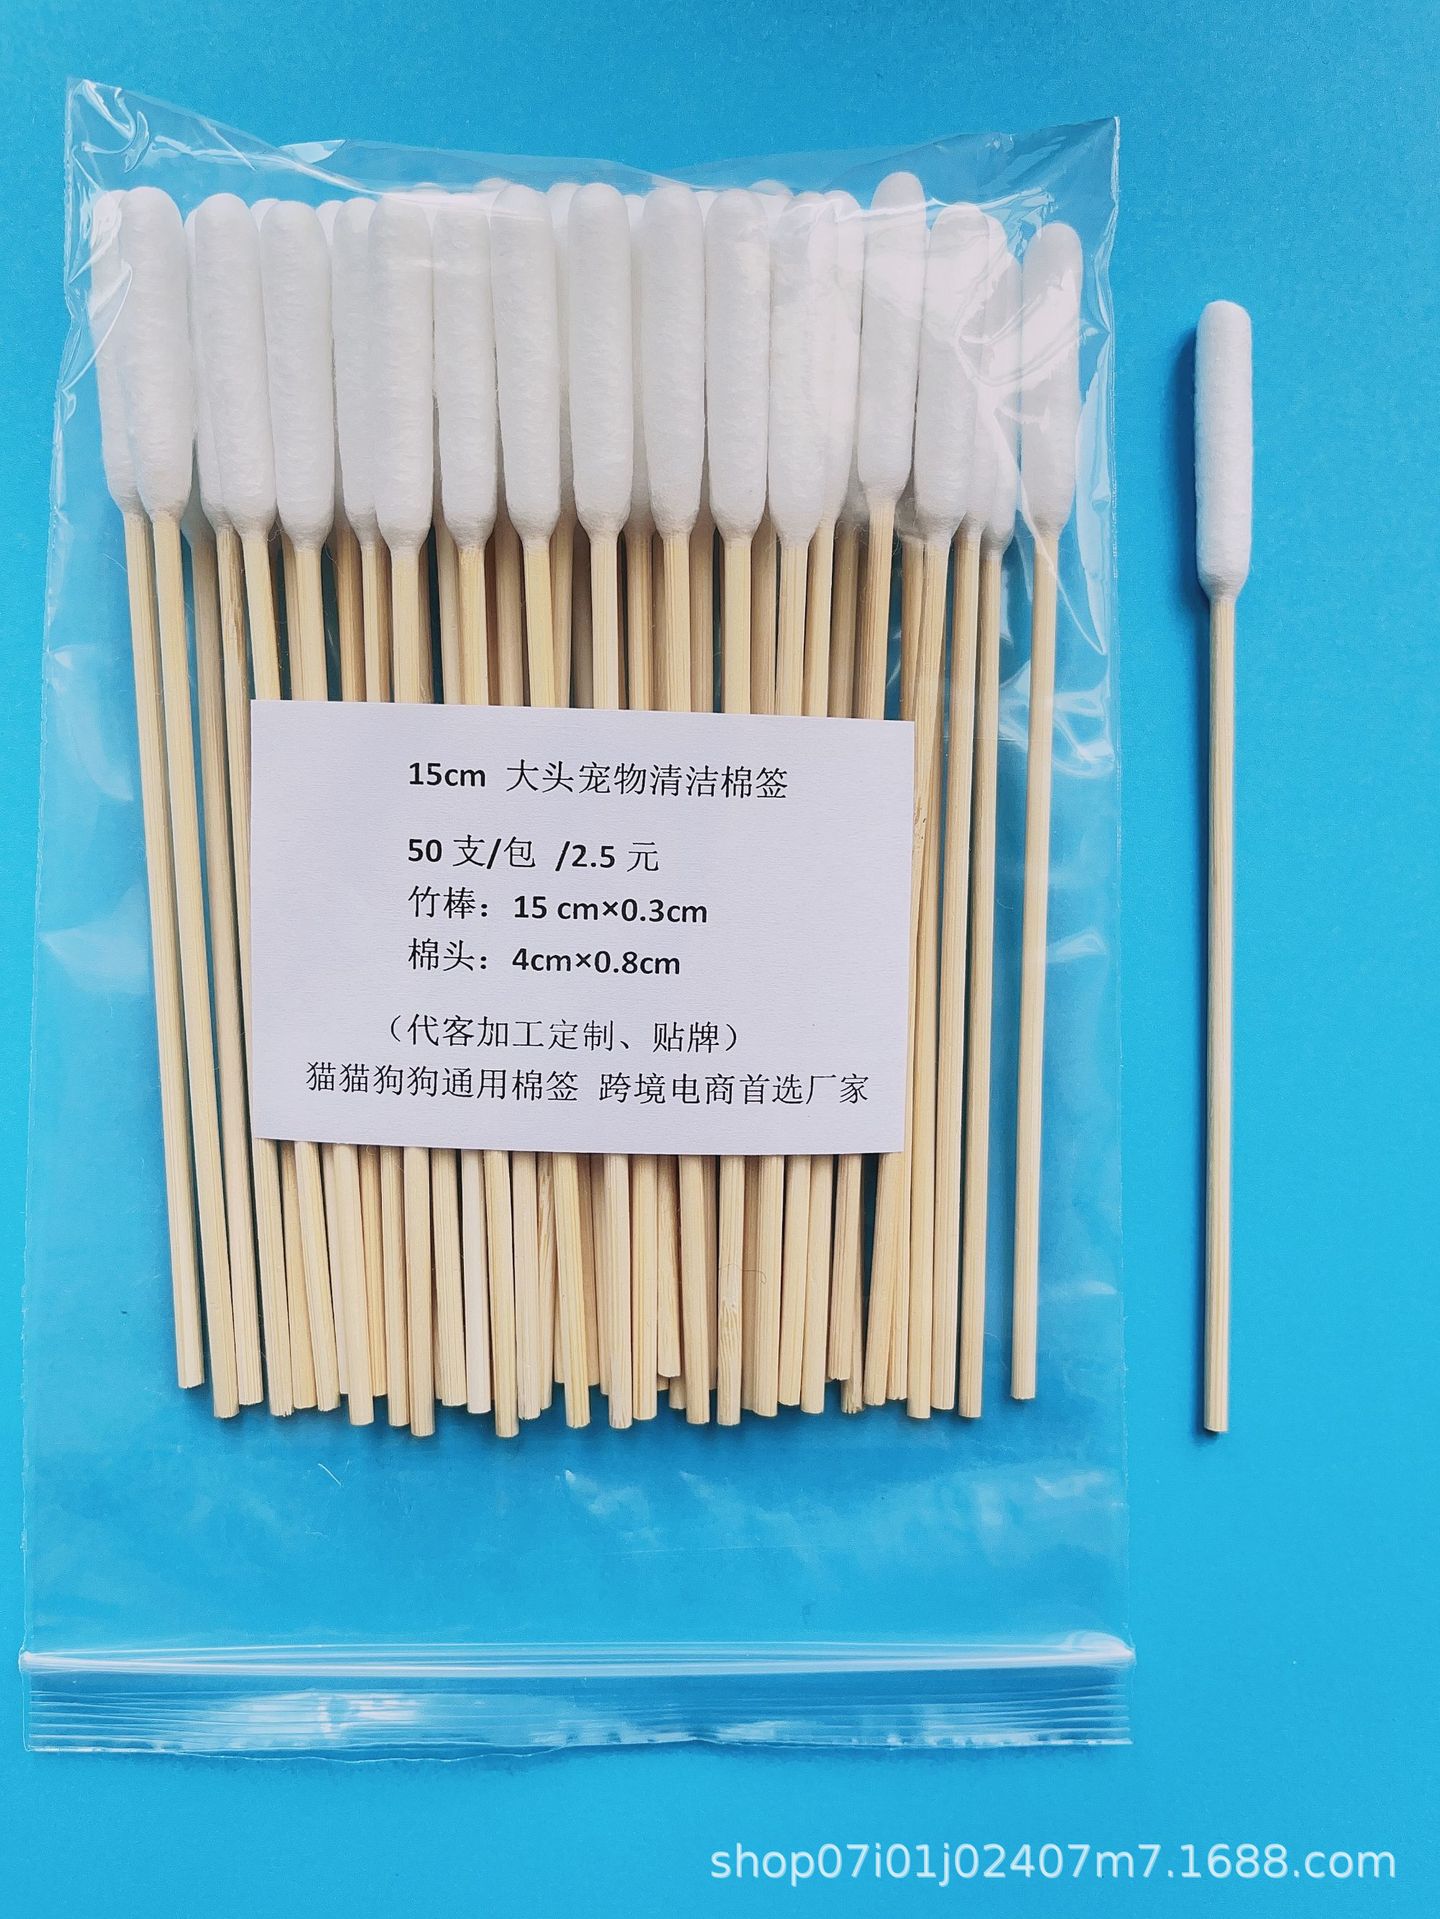 15cm 大头宠物清洁棉签
50 支/包 /2.5 元
竹棒：15 cm×0.3cm
棉头：4cm×0.8cm
（代客加工定制、贴牌）
猫猫狗狗通用棉签 跨境电商首选厂家
shop07i01j02407m7.1688.com